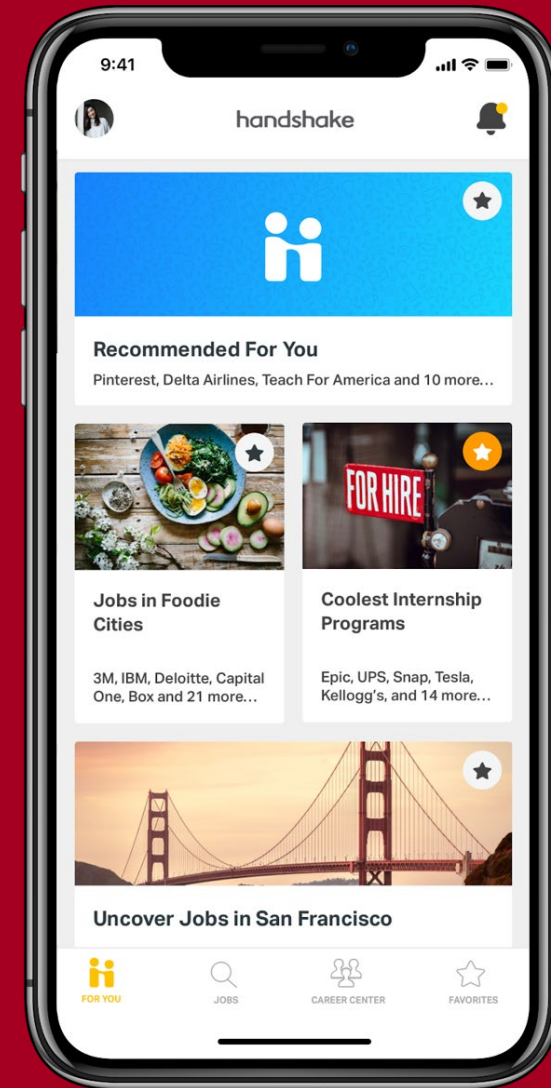 9:41
handshake
Recommended For You
Pinterest, Delta Airlines, Teach For America and 10 more...
FOR HIRE
Jobs in Foodie
Cities
3M, IBM, Deloitte, Capital
One, Box and 21 more...
Coolest Internship
Programs
Epic, UPS, Snap, Tesla,
Kellogg's, and 14 more...
Uncover Jobs in San Francisco
FOR YOU
JOBS
CAREER CENTER
FAVORITES